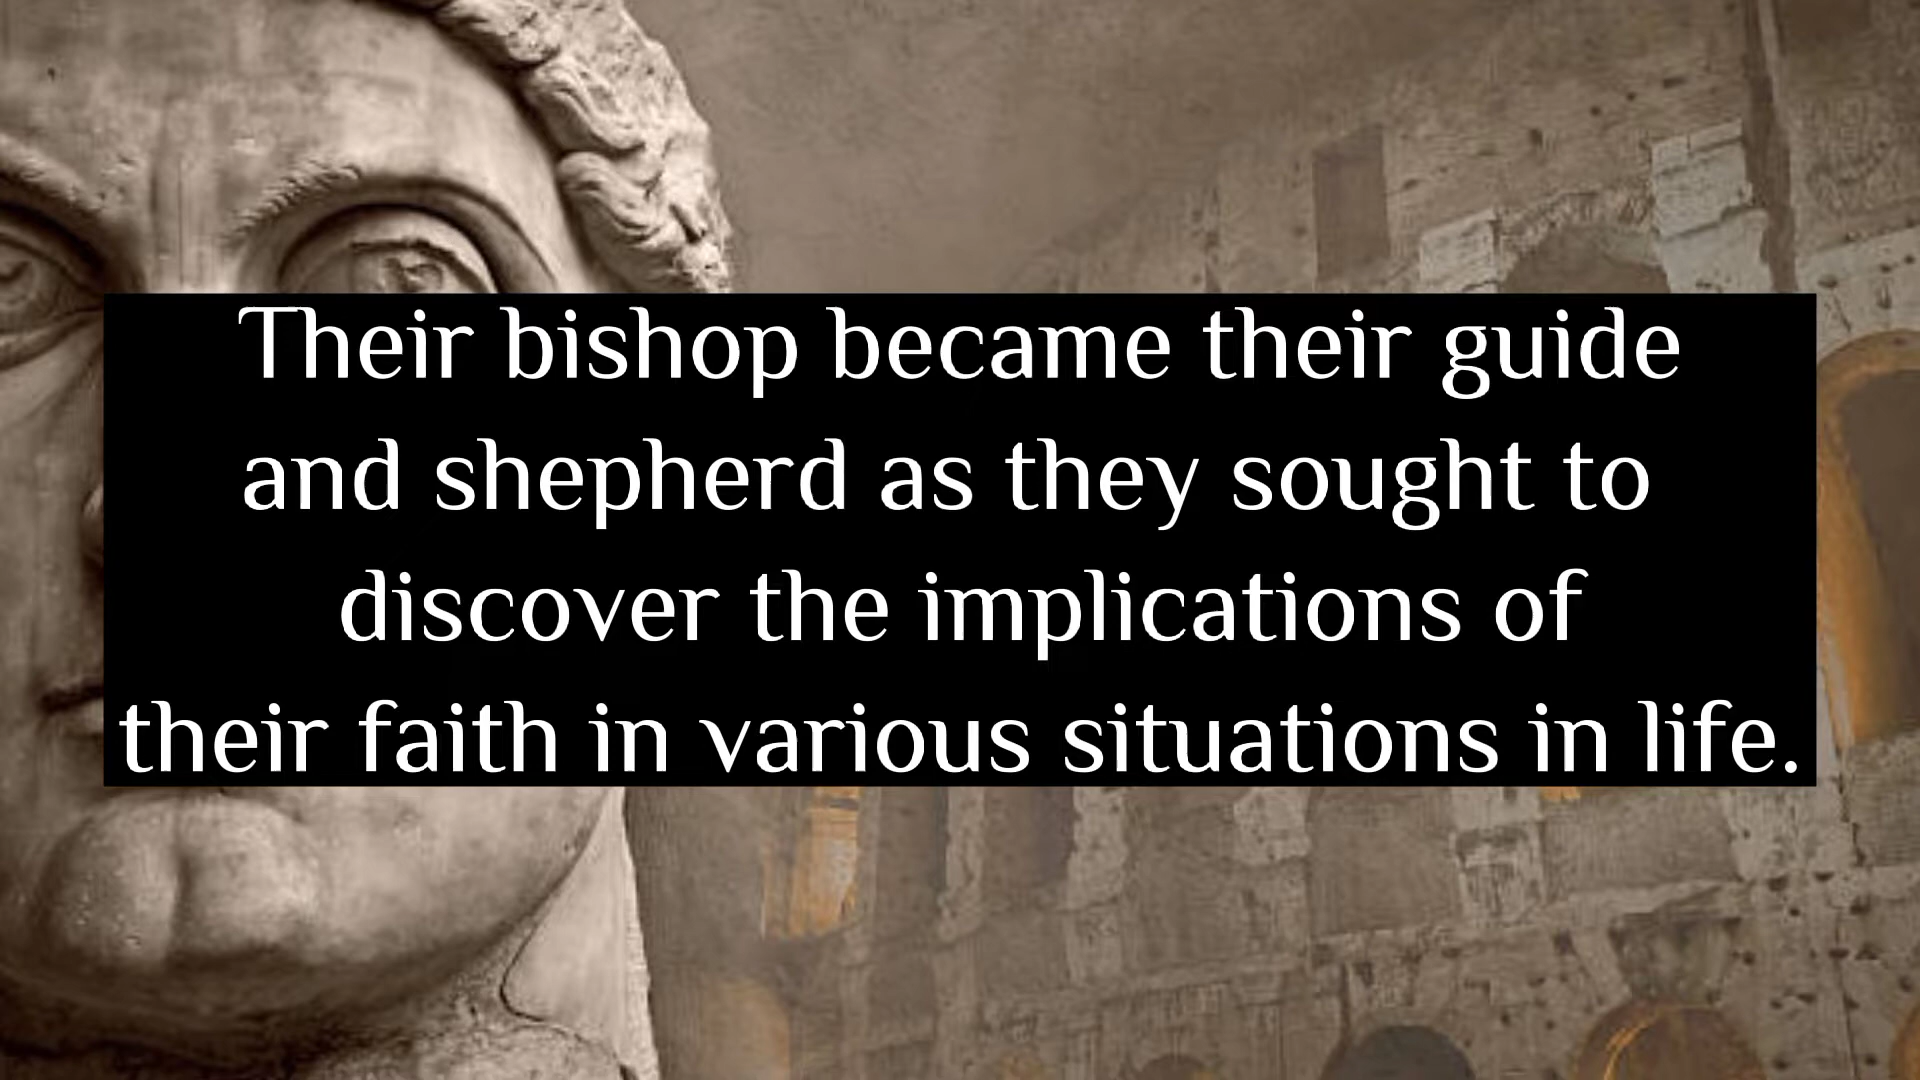 Their bishop became their guide
and shepherd as they sought to
discover the implications of
their faith in various situations in life.